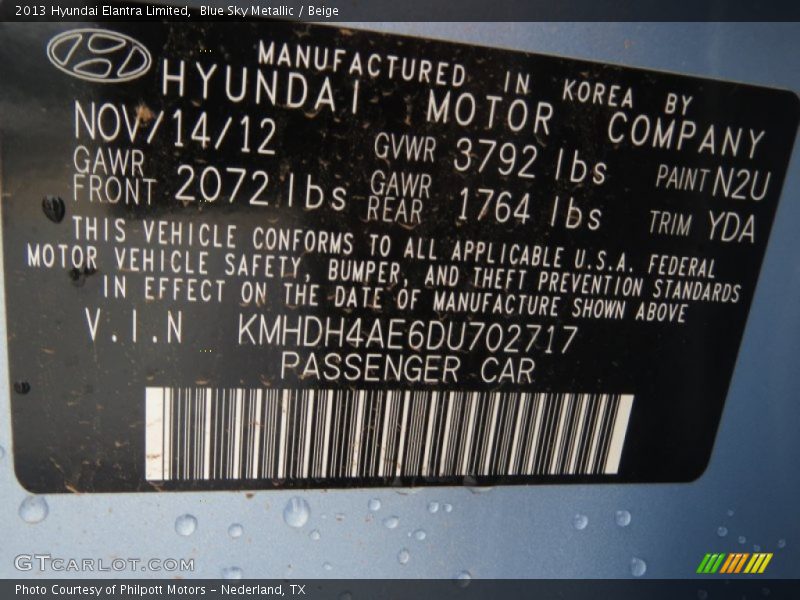 2013 Hyundai Elantra Limited, Blue Sky Metallic / Beige
MANUFACTURED IN KOREA BY
HYUNDAI MOTOR COMPANY
NOV/14/12 GVWR 3792 lbs PAINT N2U
GAWR FRONT 2072 lbs GAWR REAR 1764 lbs TRIM YDA
THIS VEHICLE CONFORMS TO ALL APPLICABLE U.S.A. FEDERAL
MOTOR VEHICLE SAFETY, BUMPER, AND THEFT PREVENTION STANDARDS
IN EFFECT ON THE DATE OF MANUFACTURE SHOWN ABOVE
V.I.N KMHDH4AE6DU702717
PASSENGER CAR
GTCARLOT.COM
Photo Courtesy of Philpott Motors - Nederland, TX